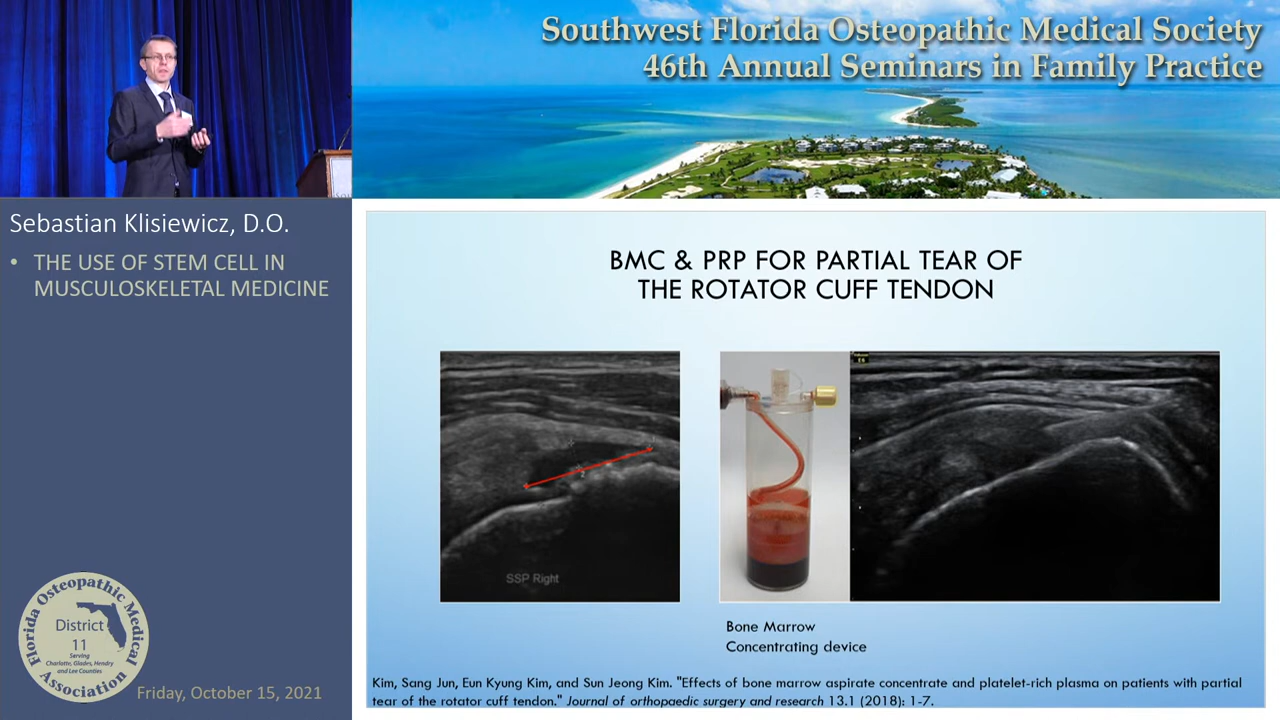 Southwest Florida Osteopathic Medical Society
46th Annual Seminars in Family Practice
Sebastian Klisiewicz, D.O.
• THE USE OF STEM CELL IN
MUSCULOSKELETAL MEDICINE
BMC & PRP FOR PARTIAL TEAR OF
THE ROTATOR CUFF TENDON
SSP Right
Bone Marrow
Concentrating device
Kim, Sang Jun, Eun Kyung Kim, and Sun Jeong Kim. "Effects of bone marrow aspirate concentrate and platelet-rich plasma on patients with partial
tear of the rotator cuff tendon." Journal of orthopaedic surgery and research 13.1 (2018): 1-7.
Florida Osteopathic Medical
Association
District
11
Serving
Charlotte, Glades, Hendry
and Lee Counties
Friday, October 15, 2021